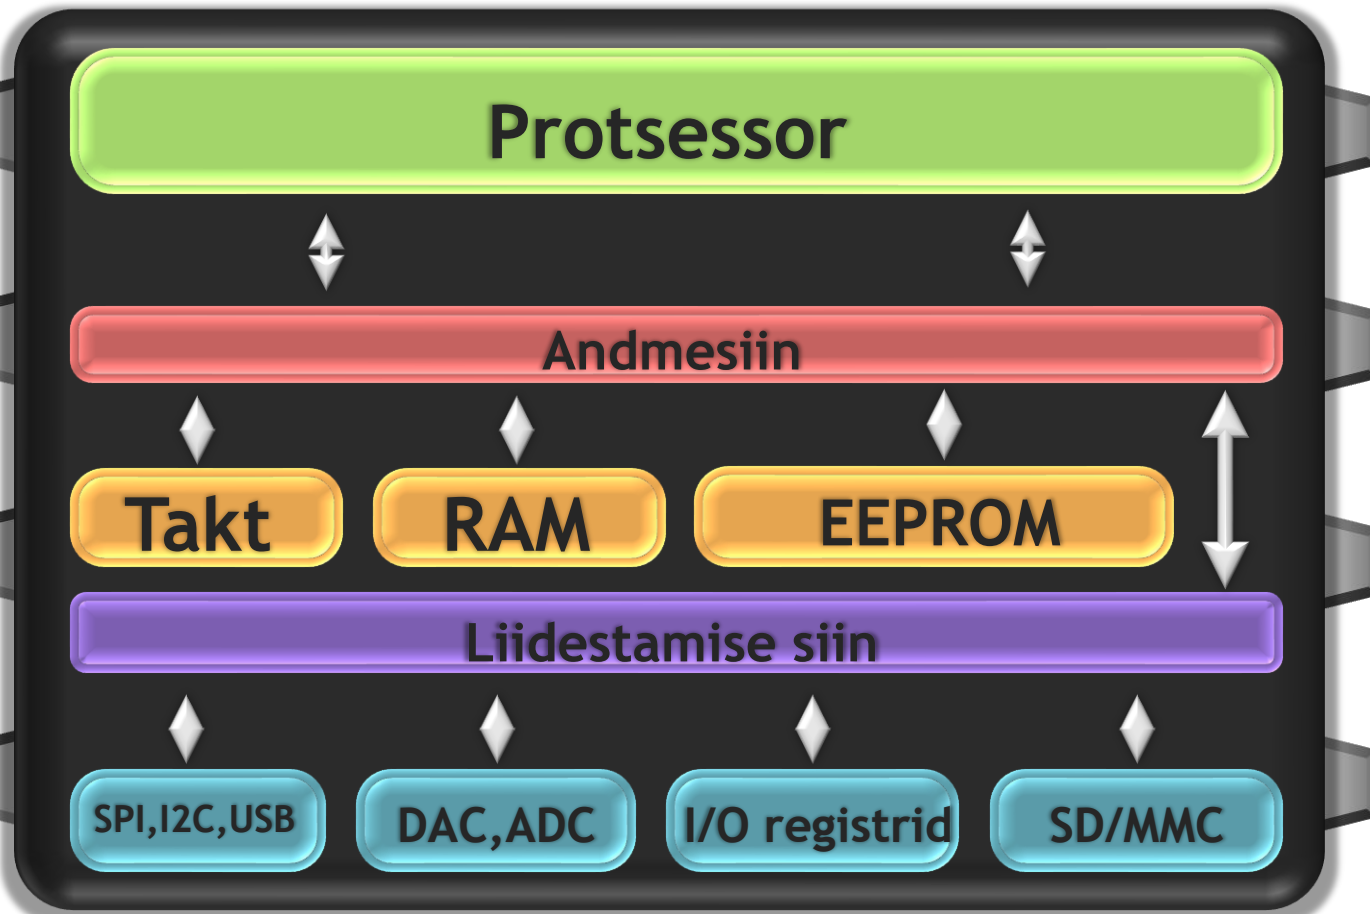 Protsessor
Andmesiin
Takt
RAM
EEPROM
Liidestamise siin
SPI,I2C,USB
DAC,ADC
I/O registrid
SD/MMC